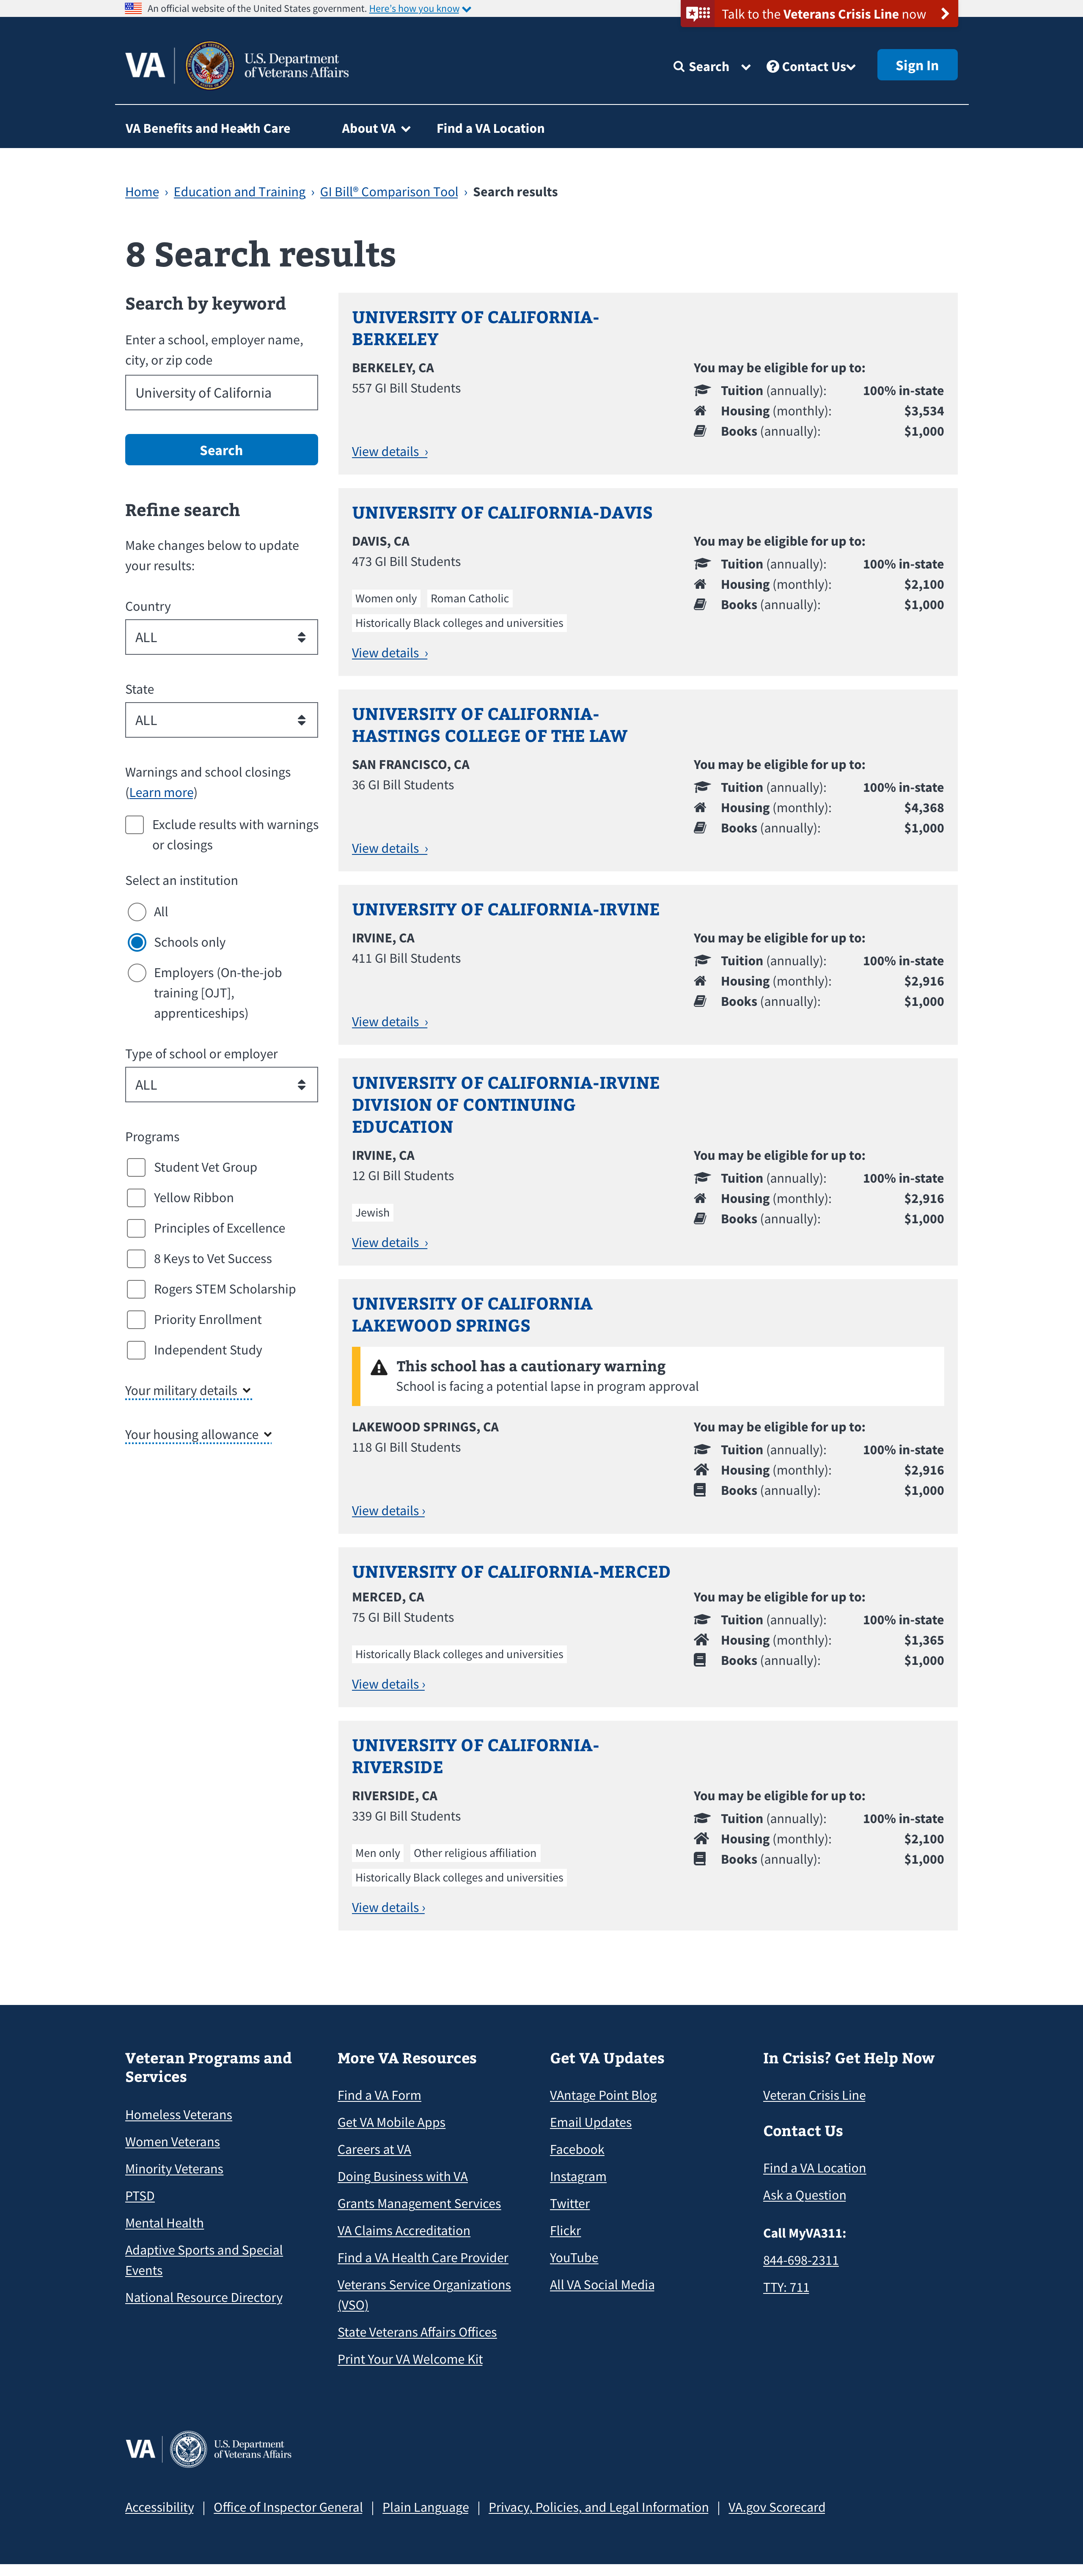 An official website of the United States government. Here's how you know
Talk to the Veterans Crisis Line now
VA
U.S. Department
of Veterans Affairs
Search
Contact Us
Sign In
VA Benefits and Health Care
About VA
Find a VA Location
Home › Education and Training › GI Bill® Comparison Tool › Search results
8 Search results
Search by keyword
Enter a school, employer name,
city, or zip code
University of California
Search
Refine search
Make changes below to update
your results:
Country
ALL
State
ALL
Warnings and school closings
(Learn more)
Exclude results with warnings
or closings
Select an institution
All
Schools only
Employers (On-the-job
training [OJT],
apprenticeships)
Type of school or employer
ALL
Programs
Student Vet Group
Yellow Ribbon
Principles of Excellence
8 Keys to Vet Success
Rogers STEM Scholarship
Priority Enrollment
Independent Study
Your military details
Your housing allowance
UNIVERSITY OF CALIFORNIA-
BERKELEY
BERKELEY, CA
557 GI Bill Students
View details ›
You may be eligible for up to:
Tuition (annually): 100% in-state
Housing (monthly): $3,534
Books (annually): $1,000
UNIVERSITY OF CALIFORNIA-DAVIS
DAVIS, CA
473 GI Bill Students
Women only Roman Catholic
Historically Black colleges and universities
View details ›
You may be eligible for up to:
Tuition (annually): 100% in-state
Housing (monthly): $2,100
Books (annually): $1,000
UNIVERSITY OF CALIFORNIA-
HASTINGS COLLEGE OF THE LAW
SAN FRANCISCO, CA
36 GI Bill Students
View details ›
You may be eligible for up to:
Tuition (annually): 100% in-state
Housing (monthly): $4,368
Books (annually): $1,000
UNIVERSITY OF CALIFORNIA-IRVINE
IRVINE, CA
411 GI Bill Students
View details ›
You may be eligible for up to:
Tuition (annually): 100% in-state
Housing (monthly): $2,916
Books (annually): $1,000
UNIVERSITY OF CALIFORNIA-IRVINE
DIVISION OF CONTINUING
EDUCATION
IRVINE, CA
12 GI Bill Students
Jewish
View details ›
You may be eligible for up to:
Tuition (annually): 100% in-state
Housing (monthly): $2,916
Books (annually): $1,000
UNIVERSITY OF CALIFORNIA
LAKEWOOD SPRINGS
This school has a cautionary warning
School is facing a potential lapse in program approval
LAKEWOOD SPRINGS, CA
118 GI Bill Students
View details ›
You may be eligible for up to:
Tuition (annually): 100% in-state
Housing (monthly): $2,916
Books (annually): $1,000
UNIVERSITY OF CALIFORNIA-MERCED
MERCED, CA
75 GI Bill Students
Historically Black colleges and universities
View details ›
You may be eligible for up to:
Tuition (annually): 100% in-state
Housing (monthly): $1,365
Books (annually): $1,000
UNIVERSITY OF CALIFORNIA-
RIVERSIDE
RIVERSIDE, CA
339 GI Bill Students
Men only Other religious affiliation
Historically Black colleges and universities
View details ›
You may be eligible for up to:
Tuition (annually): 100% in-state
Housing (monthly): $2,100
Books (annually): $1,000
Veteran Programs and
Services
Homeless Veterans
Women Veterans
Minority Veterans
PTSD
Mental Health
Adaptive Sports and Special
Events
National Resource Directory
More VA Resources
Find a VA Form
Get VA Mobile Apps
Careers at VA
Doing Business with VA
Grants Management Services
VA Claims Accreditation
Find a VA Health Care Provider
Veterans Service Organizations
(VSO)
State Veterans Affairs Offices
Print Your VA Welcome Kit
Get VA Updates
VAntage Point Blog
Email Updates
Facebook
Instagram
Twitter
Flickr
YouTube
All VA Social Media
In Crisis? Get Help Now
Veteran Crisis Line
Contact Us
Find a VA Location
Ask a Question
Call MyVA311:
844-698-2311
TTY: 711
VA
U.S. Department
of Veterans Affairs
Accessibility | Office of Inspector General | Plain Language | Privacy, Policies, and Legal Information | VA.gov Scorecard